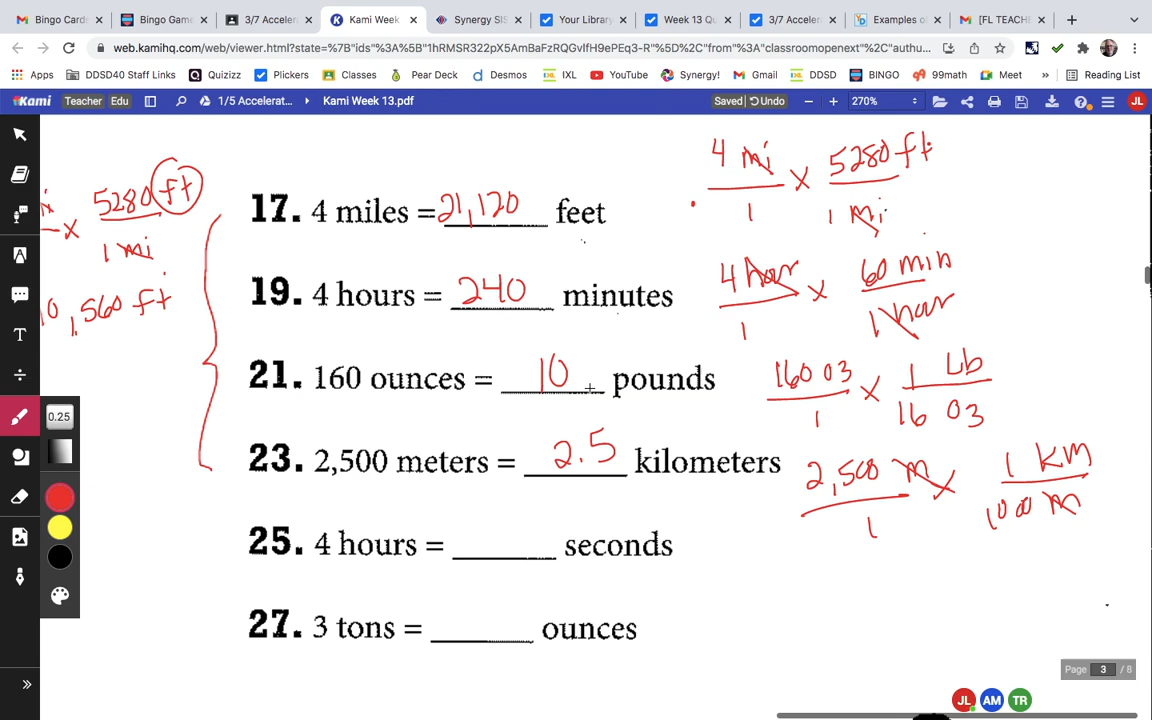 Bingo Cards
Bingo Game
3/7 Acceler
Kami Week
Synergy SIS
Your Library
Week 13 Qu
3/7 Acceler
Examples o
[FL TEACHE
web.kamihq.com/web/viewer.html?state=%7B"ids"%3A%5B"1hRMSR322pX5AmBaFzRQGvIfH9ePEq3-R"%5D%2C"from"%3A"classroomopenext"%2C"authu...
Apps
DDSD40 Staff Links
Quizizz
Plickers
Classes
Pear Deck
Desmos
IXL
YouTube
Synergy!
Gmail
DDSD
BINGO
99math
Meet
»
Reading List
Kami
Teacher
Edu
1/5 Accelerat...
Kami Week 13.pdf
Saved
Undo
270%
JL
5280 ft
x
1 mi
1,560 ft
17. 4 miles = 21,120 feet
4 mi x 5280 ft
1 1 mi
19. 4 hours = 240 minutes
4 hour x 60 min
1 1 hour
21. 160 ounces = 10 pounds
160 oz x 1 Lb
1 16 oz
23. 2,500 meters = 2.5 kilometers
2,500 m x 1 KM
1 1000 m
25. 4 hours = ________ seconds
27. 3 tons = ________ ounces
0.25
T
Page 3 / 8
JL AM TR